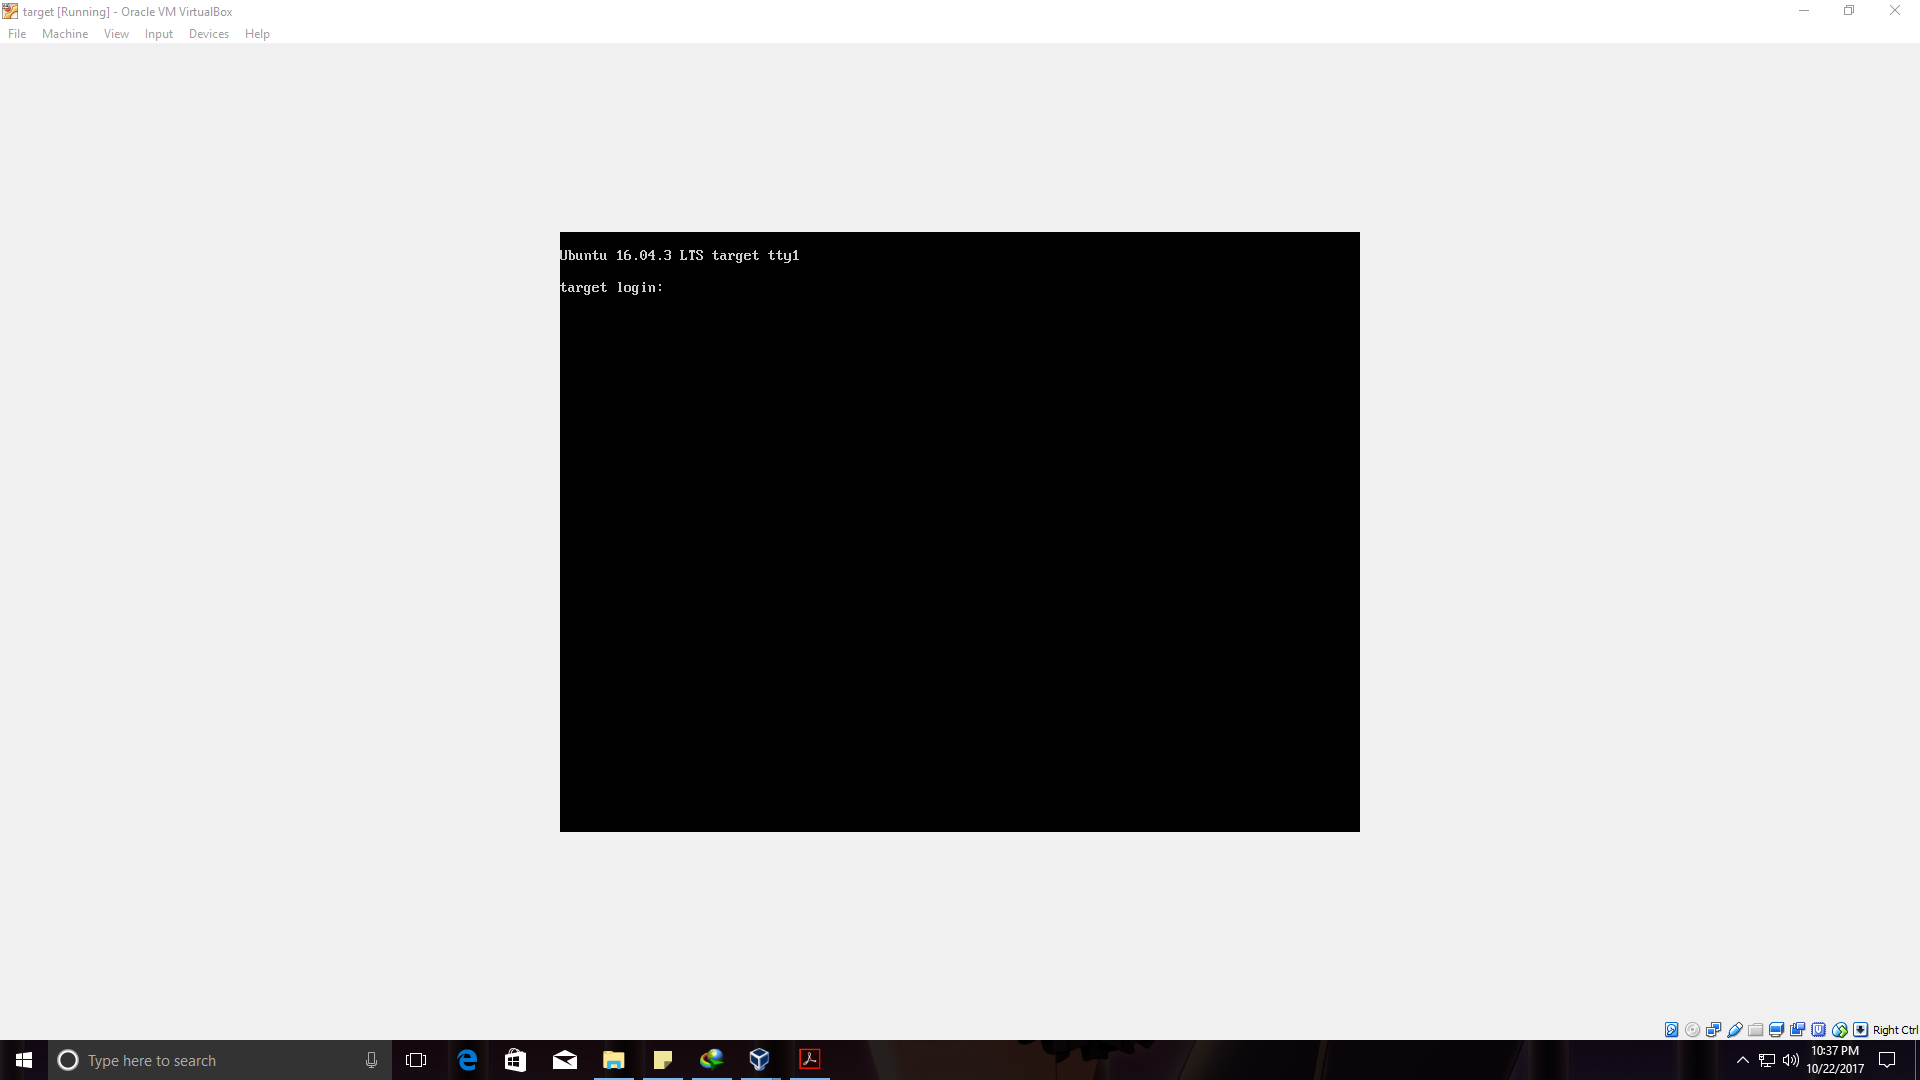 target [Running] - Oracle VM VirtualBox
File Machine View Input Devices Help
Ubuntu 16.04.3 LTS target tty1
target login:
Right Ctrl
Type here to search
10:37 PM
10/22/2017